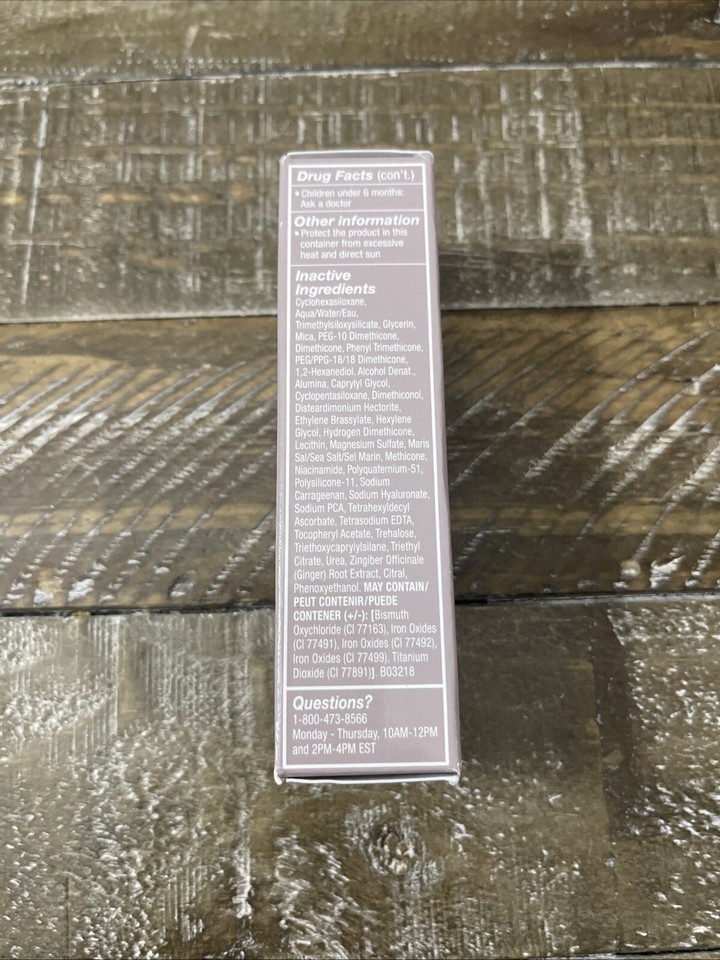 Drug Facts (con't.)
• Children under 6 months:
Ask a doctor
Other information
• Protect the product in this
container from excessive
heat and direct sun
Inactive
Ingredients
Cyclohexasiloxane,
Aqua/Water/Eau,
Trimethylsiloxysilicate, Glycerin,
Mica, PEG-10 Dimethicone,
Dimethicone, Phenyl Trimethicone,
PEG/PPG-18/18 Dimethicone,
1,2-Hexanediol, Alcohol Denat.,
Alumina, Caprylyl Glycol,
Cyclopentasiloxane, Dimethiconol,
Disteardimonium Hectorite,
Ethylene Brassylate, Hexylene
Glycol, Hydrogen Dimethicone,
Lecithin, Magnesium Sulfate, Maris
Sal/Sea Salt/Sel Marin, Methicone,
Niacinamide, Polyquaternium-51,
Polysilicone-11, Sodium
Carrageenan, Sodium Hyaluronate,
Sodium PCA, Tetrahexyldecyl
Ascorbate, Tetrasodium EDTA,
Tocopheryl Acetate, Trehalose,
Triethoxycaprylylsilane, Triethyl
Citrate, Urea, Zingiber Officinale
(Ginger) Root Extract, Citral,
Phenoxyethanol. MAY CONTAIN/
PEUT CONTENIR/PUEDE
CONTENER (+/-): [Bismuth
Oxychloride (CI 77163), Iron Oxides
(CI 77491), Iron Oxides (CI 77492),
Iron Oxides (CI 77499), Titanium
Dioxide (CI 77891)]. B03218
Questions?
1-800-473-8566
Monday - Thursday, 10AM-12PM
and 2PM-4PM EST